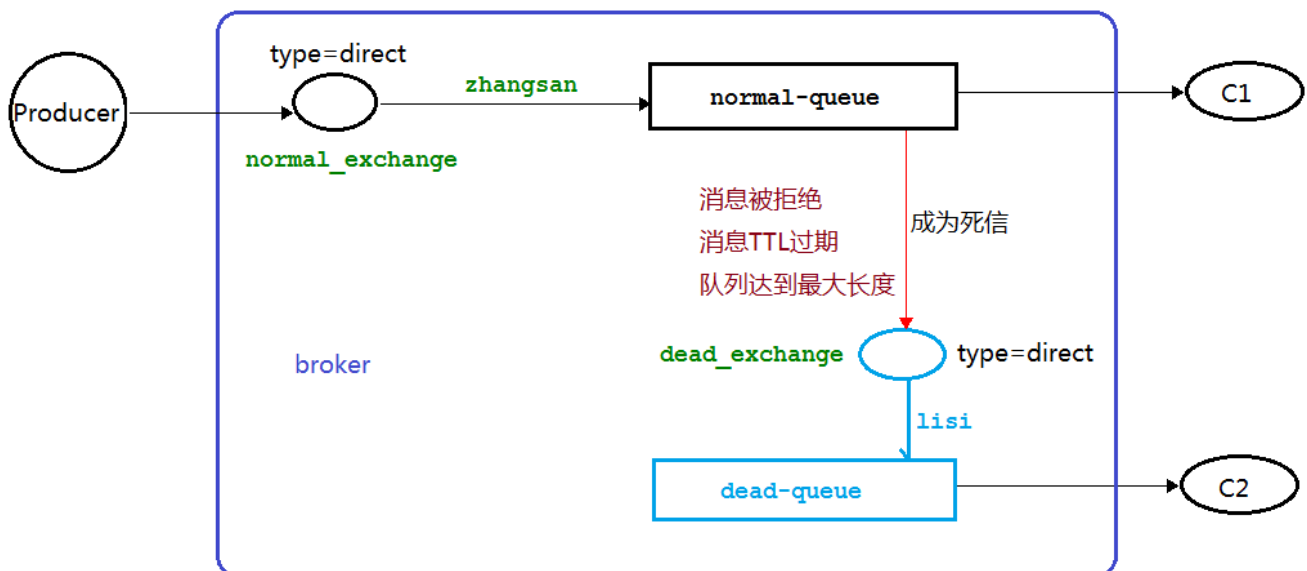 type=direct
Producer
zhangsan
normal-queue
C1
normal_exchange
消息被拒绝
消息TTL过期
队列达到最大长度
成为死信
broker
dead_exchange
type=direct
lisi
dead-queue
C2